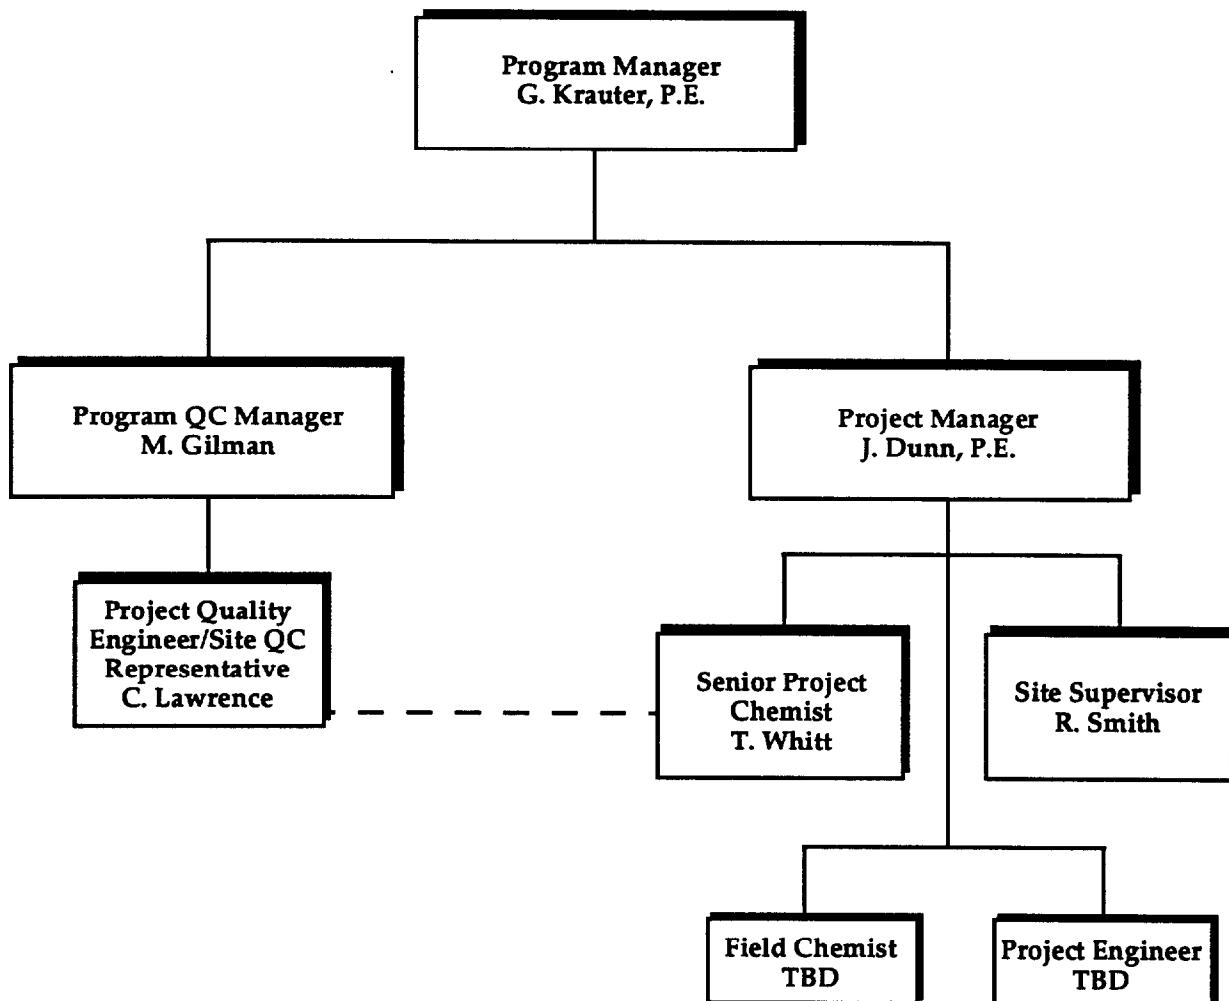 Program Manager
G. Krauter, P.E.
Program QC Manager
M. Gilman
Project Manager
J. Dunn, P.E.
Project Quality
Engineer/Site QC
Representative
C. Lawrence
Senior Project
Chemist
T. Whitt
Site Supervisor
R. Smith
Field Chemist
TBD
Project Engineer
TBD